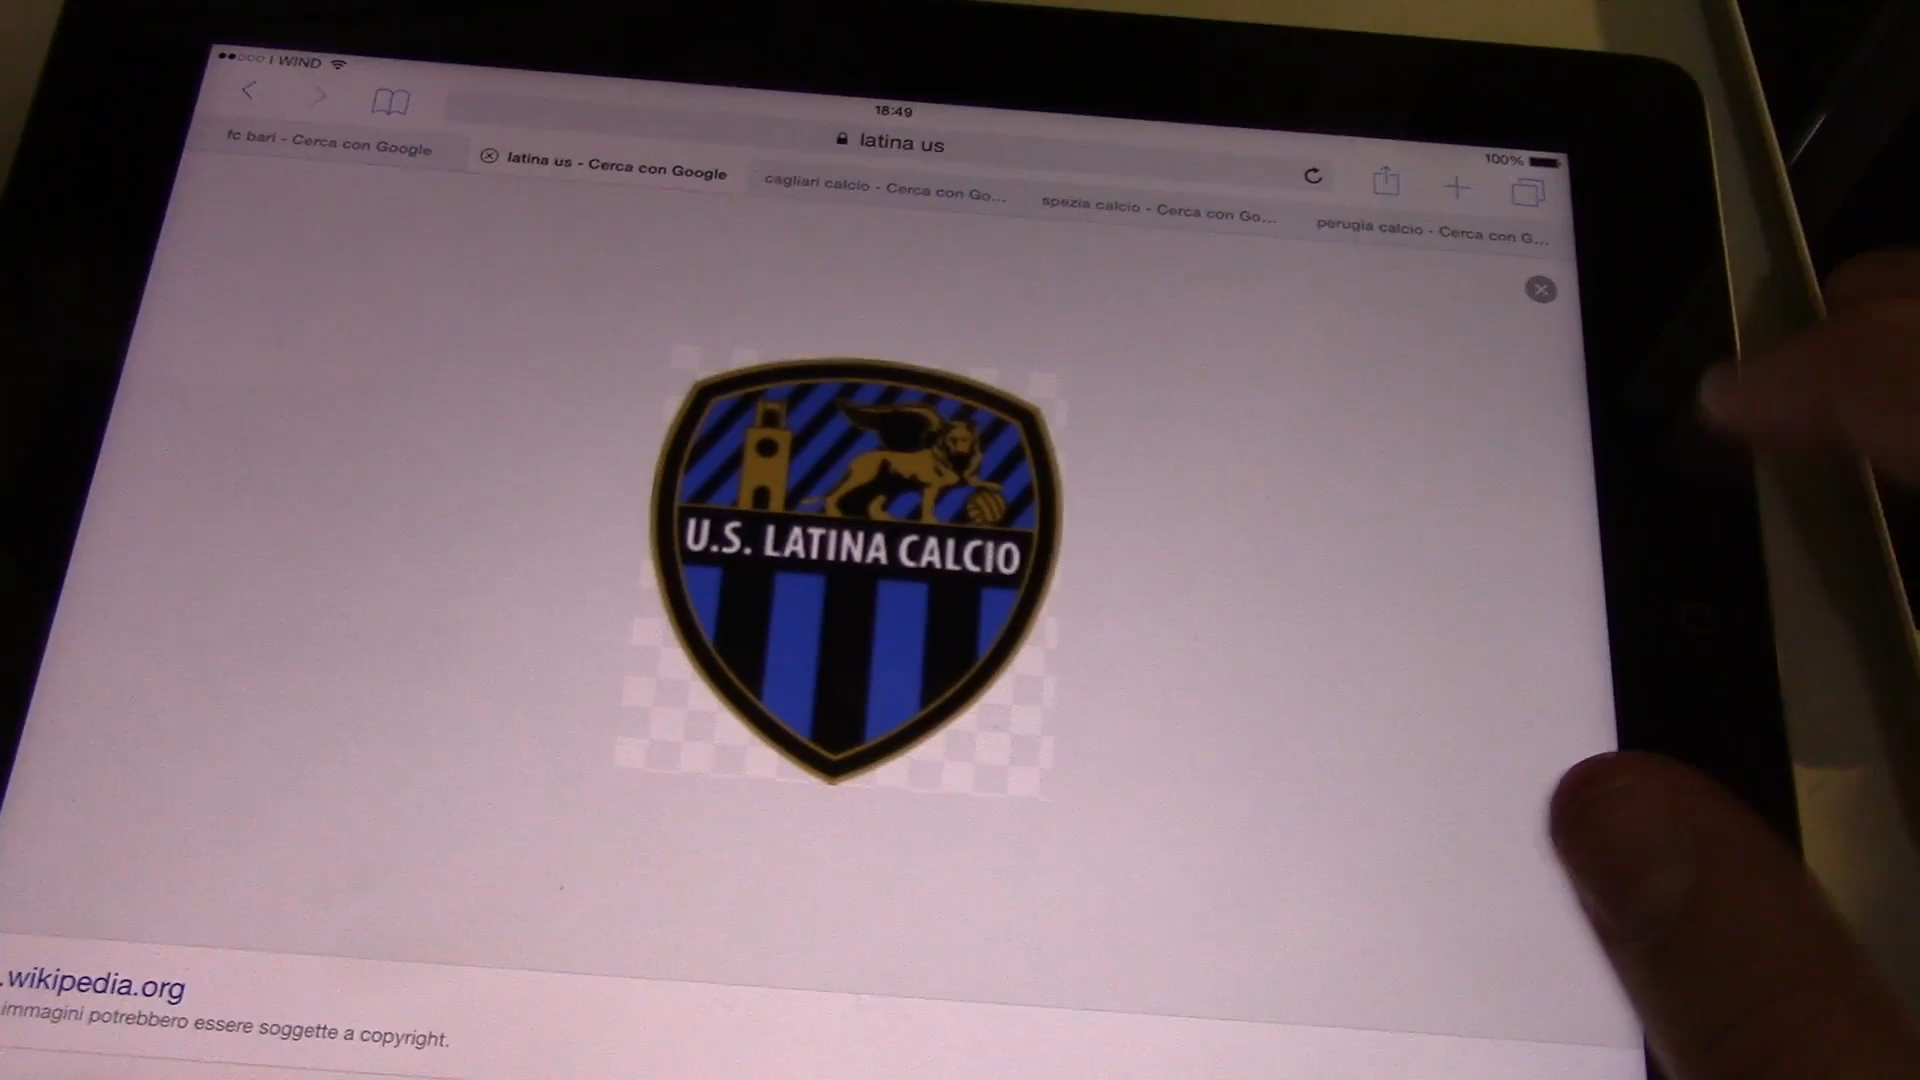 I WIND
18:49
100%
latina us
fc bari - Cerca con Google
latina us - Cerca con Google
cagliari calcio - Cerca con Go...
spezia calcio - Cerca con Go...
perugia calcio - Cerca con G...
U.S. LATINA CALCIO
.wikipedia.org
immagini potrebbero essere soggette a copyright.